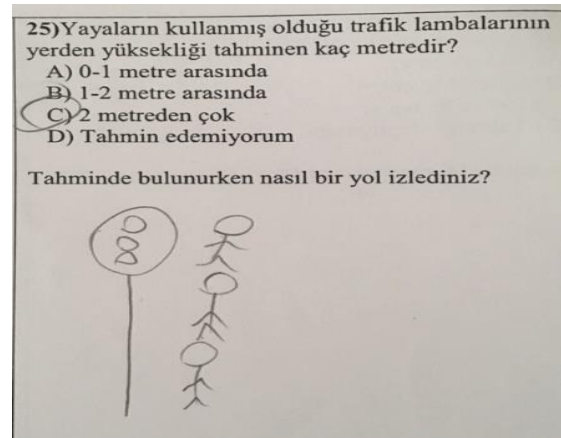 25)Yayaların kullanmış olduğu trafik lambalarının
yerden yüksekliği tahminen kaç metredir?
A) 0-1 metre arasında
B) 1-2 metre arasında
C) 2 metreden çok
D) Tahmin edemiyorum
Tahminde bulunurken nasıl bir yol izlediniz?